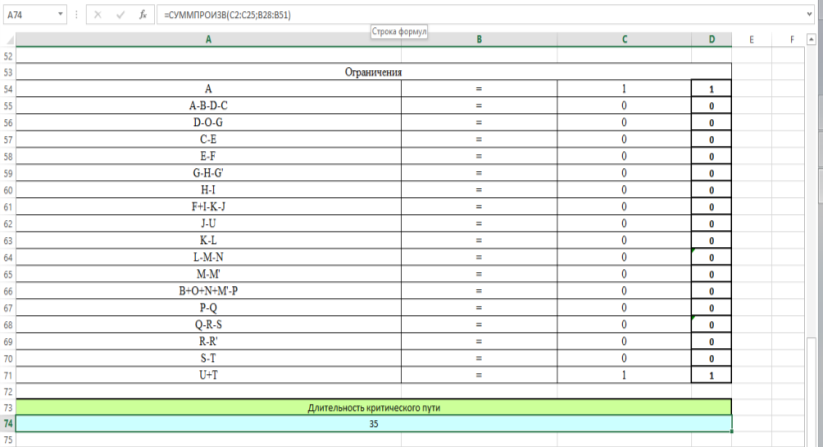 A74 fx =СУММПРОИЗВ(C2:C25;B28:B51)
Строка формул
A B C D E F
52
53 Ограничения
54 A = 1 1
55 A-B-D-C = 0 0
56 D-O-G = 0 0
57 C-E = 0 0
58 E-F = 0 0
59 G-H-G' = 0 0
60 H-I = 0 0
61 F+I-K-J = 0 0
62 J-U = 0 0
63 K-L = 0 0
64 L-M-N = 0 0
65 M-M' = 0 0
66 B+O+N+M'-P = 0 0
67 P-Q = 0 0
68 Q-R-S = 0 0
69 R-R' = 0 0
70 S-T = 0 0
71 U+T = 1 1
72
73 Длительность критического пути
74 35
75